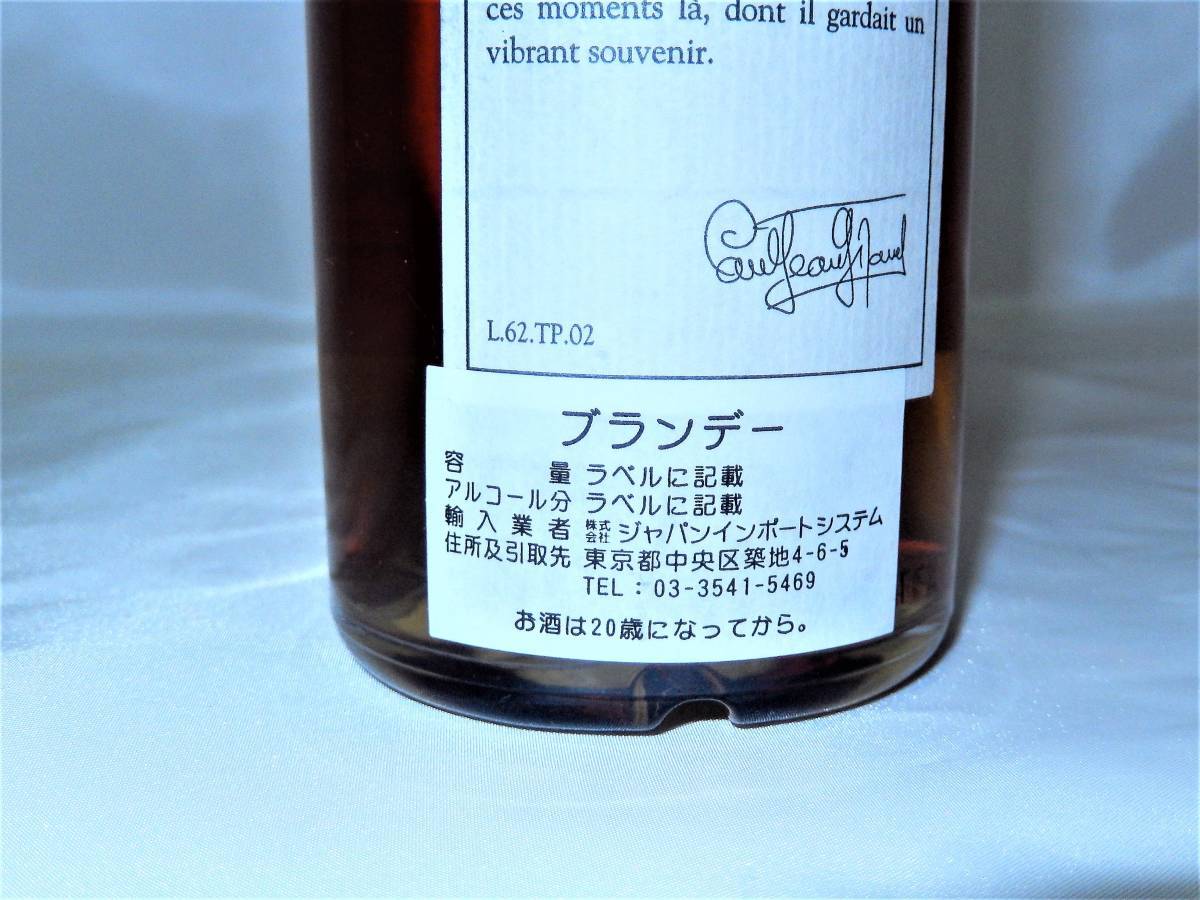 ces moments là, dont il gardait un
vibrant souvenir.
L.62.TP.02
ブランデー
容量 ラベルに記載
アルコール分 ラベルに記載
輸入業者 株式会社 ジャパンインポートシステム
住所及引取先 東京都中央区築地4-6-5
TEL : 03-3541-5469
お酒は20歳になってから。